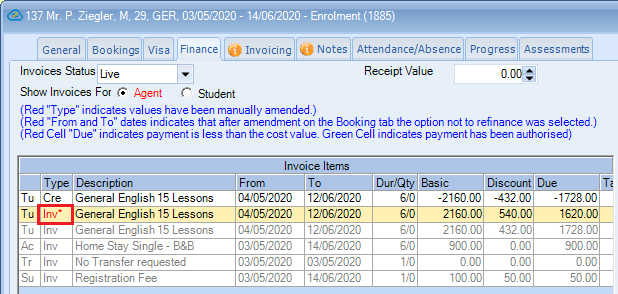 137 Mr. P. Ziegler, M, 29, GER, 03/05/2020 - 14/06/2020 - Enrolment (1885)
General Bookings Visa Finance Invoicing Notes Attendance/Absence Progress Assessments
Invoices Status Live Receipt Value 0.00
Show Invoices For Agent Student
(Red "Type" indicates values have been manually amended.)
(Red "From and To" dates indicates that after amendment on the Booking tab the option not to refinance was selected.)
(Red Cell "Due" indicates payment is less than the cost value. Green Cell indicates payment has been authorised)
Invoice Items
Type Description From To Dur/Qty Basic Discount Due Ta
Tu Cre General English 15 Lessons 04/05/2020 12/06/2020 6/0 -2160.00 -432.00 -1728.00
Tu Inv* General English 15 Lessons 04/05/2020 12/06/2020 6/0 2160.00 540.00 1620.00
Tu Inv General English 15 Lessons 04/05/2020 12/06/2020 6/0 2160.00 432.00 1728.00
Ac Inv Home Stay Single - B&B 03/05/2020 14/06/2020 6/0 900.00 0.00 900.00
Tr Inv No Transfer requested 03/05/2020 03/05/2020 1/0 0.00 0.00 0.00
Su Inv Registration Fee 03/05/2020 14/06/2020 1/0 100.00 50.00 50.00